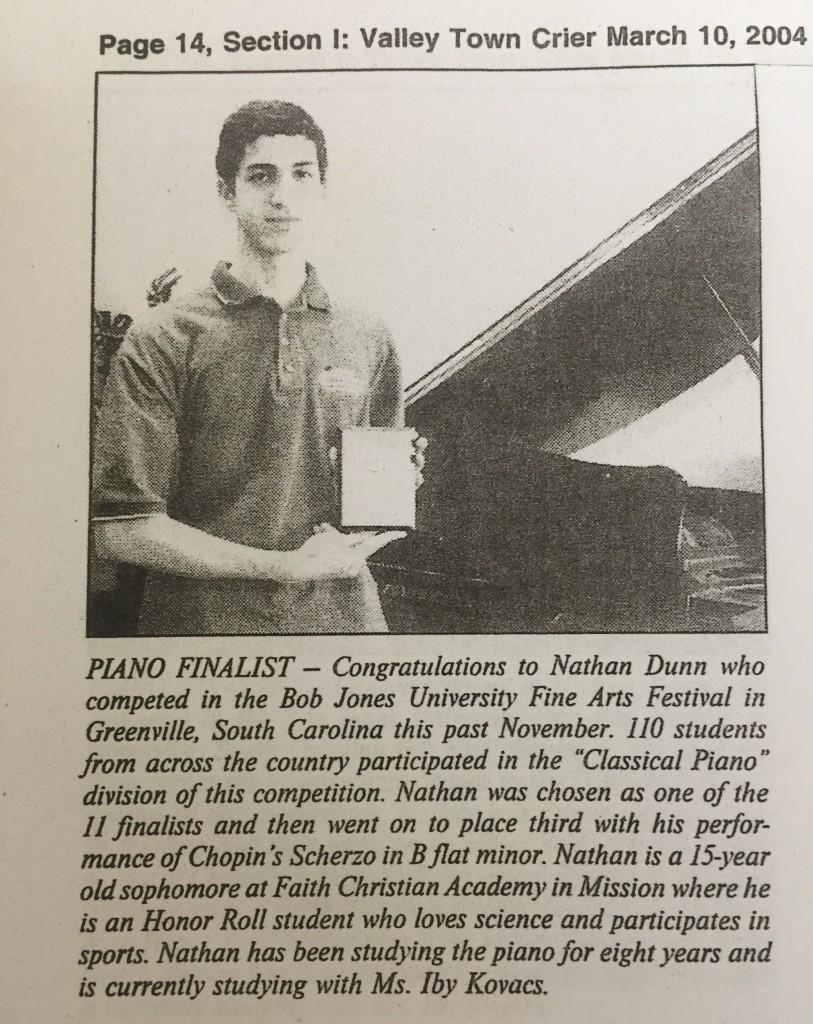 Page 14, Section I: Valley Town Crier March 10, 2004
PIANO FINALIST – Congratulations to Nathan Dunn who
competed in the Bob Jones University Fine Arts Festival in
Greenville, South Carolina this past November. 110 students
from across the country participated in the “Classical Piano”
division of this competition. Nathan was chosen as one of the
11 finalists and then went on to place third with his perfor-
mance of Chopin's Scherzo in B flat minor. Nathan is a 15-year
old sophomore at Faith Christian Academy in Mission where he
is an Honor Roll student who loves science and participates in
sports. Nathan has been studying the piano for eight years and
is currently studying with Ms. Iby Kovacs.